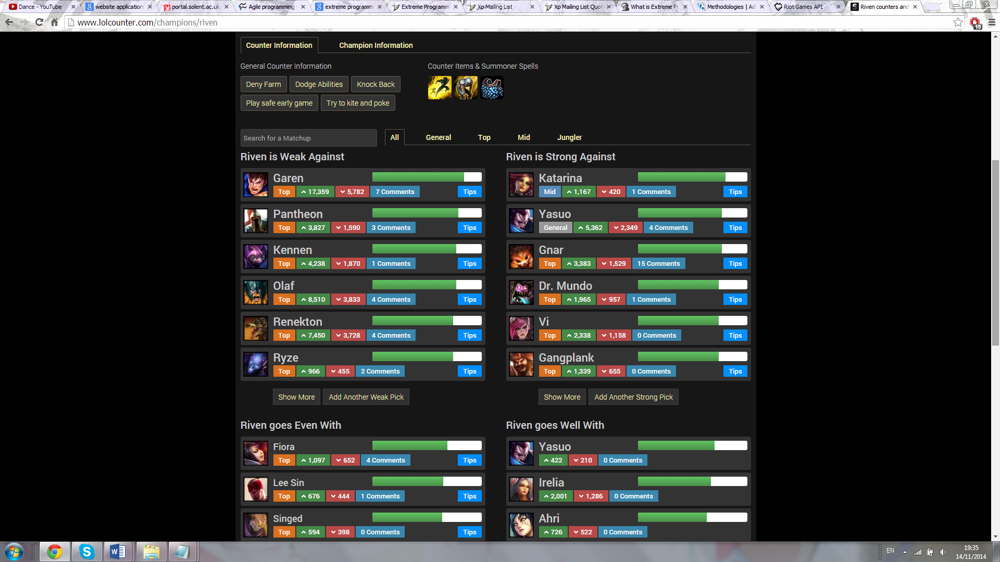 Dance - YouTube
website application
portal.solent.ac.uk
Agile programming
extreme programm
Extreme Programm
Xp Mailing List
Xp Mailing List Quot
What is Extreme Pr
Methodologies | Ad
Riot Games API
Riven counters and
www.lolcounter.com/champions/riven
15
Counter Information
Champion Information
General Counter Information
Counter Items & Summoner Spells
Deny Farm
Dodge Abilities
Knock Back
Play safe early game
Try to kite and poke
Search for a Matchup
All
General
Top
Mid
Jungler
Riven is Weak Against
Garen
Top 17,359 5,782 7 Comments Tips
Pantheon
Top 3,827 1,590 3 Comments Tips
Kennen
Top 4,238 1,870 1 Comments Tips
Olaf
Top 8,510 3,833 4 Comments Tips
Renekton
Top 7,450 3,728 4 Comments Tips
Ryze
Top 966 455 2 Comments Tips
Show More
Add Another Weak Pick
Riven is Strong Against
Katarina
Mid 1,167 420 1 Comments Tips
Yasuo
General 5,362 2,349 4 Comments Tips
Gnar
Top 3,383 1,529 15 Comments Tips
Dr. Mundo
Top 1,965 957 1 Comments Tips
Vi
Top 2,338 1,158 0 Comments Tips
Gangplank
Top 1,339 655 0 Comments Tips
Show More
Add Another Strong Pick
Riven goes Even With
Fiora
Top 1,097 652 4 Comments Tips
Lee Sin
Top 676 444 1 Comments Tips
Singed
Top 594 398 0 Comments Tips
Riven goes Well With
Yasuo
422 210 0 Comments
Irelia
2,001 1,286 0 Comments
Ahri
726 522 0 Comments
EN
19:35
14/11/2014